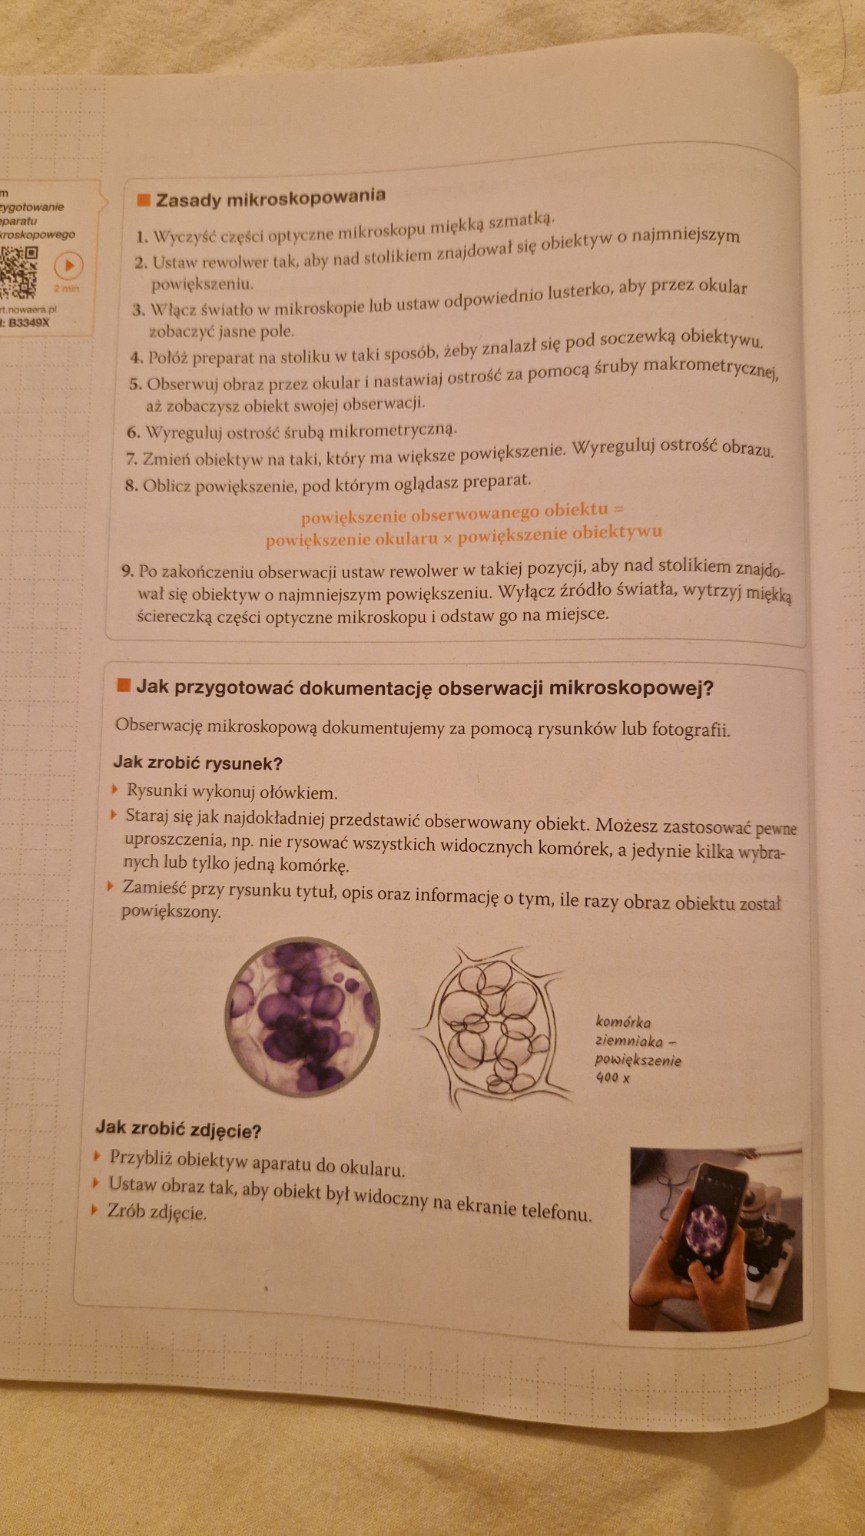 ygotowanie
kroskopowego
2 min
B3349X
Zasady mikroskopowania
1. Wyczyść części optyczne mikroskopu miękką szmatką.
2. Ustaw rewolwer tak, aby nad stolikiem znajdował się obiektyw o najmniejszym
powiększeniu.
3. Włącz światło w mikroskopie lub ustaw odpowiednio lusterko, aby przez okular
zobaczyć jasne pole.
4. Połóż preparat na stoliku w taki sposób, żeby znalazł się pod soczewką obiektywu.
5. Obserwuj obraz przez okular i nastawiaj ostrość za pomocą śruby makrometrycznej,
aż zobaczysz obiekt swojej obserwacji.
6. Wyreguluj ostrość śrubą mikrometryczną.
7. Zmień obiektyw na taki, który ma większe powiększenie. Wyreguluj ostrość obrazu.
8. Oblicz powiększenie, pod którym oglądasz preparat.
powiększenie obserwowanego obiektu =
powiększenie okularu × powiększenie obiektywu
9. Po zakończeniu obserwacji ustaw rewolwer w takiej pozycji, aby nad stolikiem znajdo-
wał się obiektyw o najmniejszym powiększeniu. Wyłącz źródło światła, wytrzyj miękką
ściereczką części optyczne mikroskopu i odstaw go na miejsce.
Jak przygotować dokumentację obserwacji mikroskopowej?
Obserwację mikroskopową dokumentujemy za pomocą rysunków lub fotografii.
Jak zrobić rysunek?
Rysunki wykonuj ołówkiem.
Staraj się jak najdokładniej przedstawić obserwowany obiekt. Możesz zastosować pewne
uproszczenia, np. nie rysować wszystkich widocznych komórek, a jedynie kilka wybra-
nych lub tylko jedną komórkę.
Zamieść przy rysunku tytuł, opis oraz informację o tym, ile razy obraz obiektu został
powiększony.
komórka
ziemniaka –
powiększenie
400 x
Jak zrobić zdjęcie?
Przybliż obiektyw aparatu do okularu.
Ustaw obraz tak, aby obiekt był widoczny na ekranie telefonu.
Zrób zdjęcie.